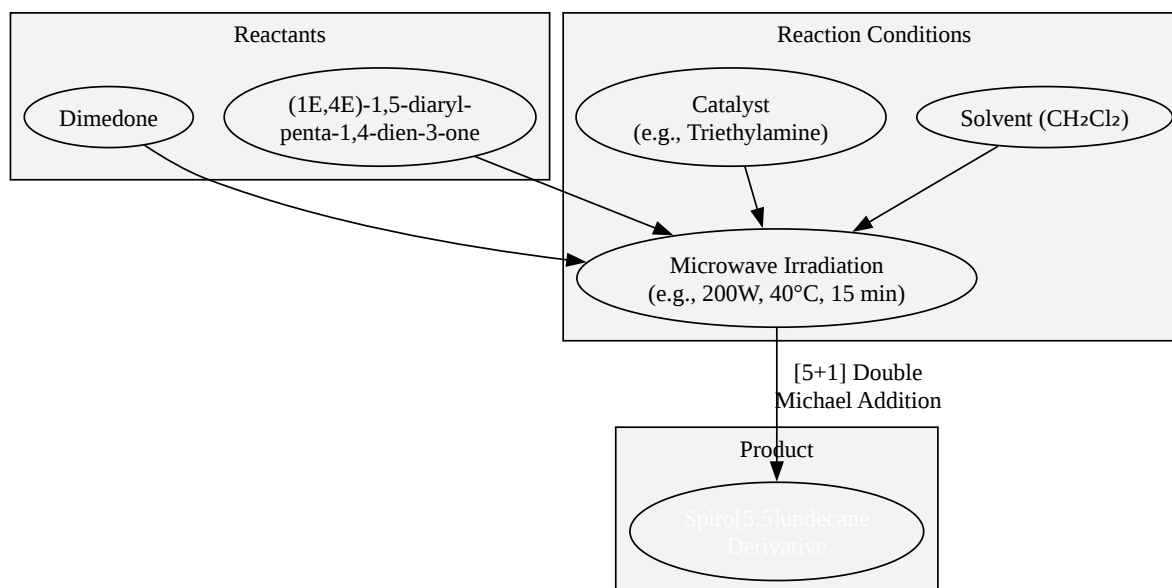 Reactants
Dimedone
(1E,4E)-1,5-diaryl-
penta-1,4-dien-3-one
Reaction Conditions
Catalyst
(e.g., Triethylamine)
Solvent (CH₂Cl₂)
Microwave Irradiation
(e.g., 200W, 40°C, 15 min)
[5+1] Double
Michael Addition
Product
Spiro[5.5]undecane
Derivative